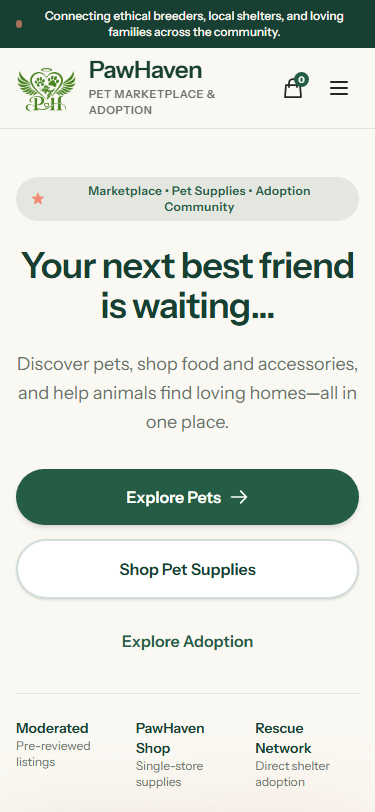 Connecting ethical breeders, local shelters, and loving
families across the community.
P H
PawHaven
PET MARKETPLACE &
ADOPTION
0
Marketplace • Pet Supplies • Adoption
Community
Your next best friend
is waiting...
Discover pets, shop food and accessories,
and help animals find loving homes—all in
one place.
Explore Pets →
Shop Pet Supplies
Explore Adoption
Moderated
Pre-reviewed
listings
PawHaven
Shop
Single-store
supplies
Rescue
Network
Direct shelter
adoption